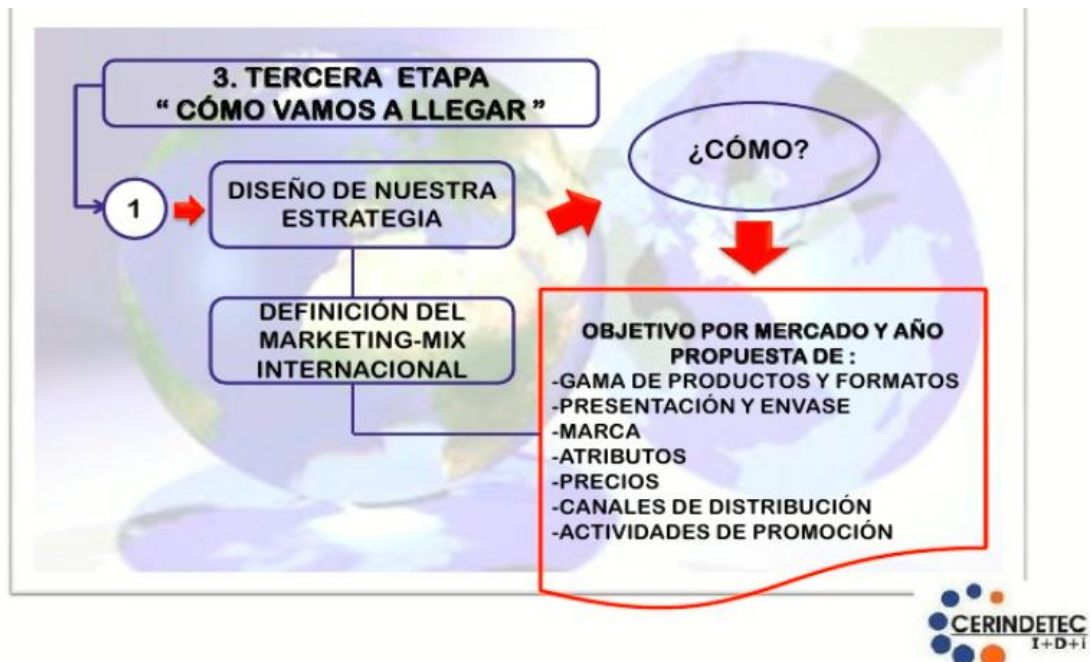 3. TERCERA ETAPA
“ CÓMO VAMOS A LLEGAR ”
1
DISEÑO DE NUESTRA
ESTRATEGIA
¿CÓMO?
DEFINICIÓN DEL
MARKETING-MIX
INTERNACIONAL
OBJETIVO POR MERCADO Y AÑO
PROPUESTA DE :
-GAMA DE PRODUCTOS Y FORMATOS
-PRESENTACIÓN Y ENVASE
-MARCA
-ATRIBUTOS
-PRECIOS
-CANALES DE DISTRIBUCIÓN
-ACTIVIDADES DE PROMOCIÓN
CERINDETEC
I+D+i